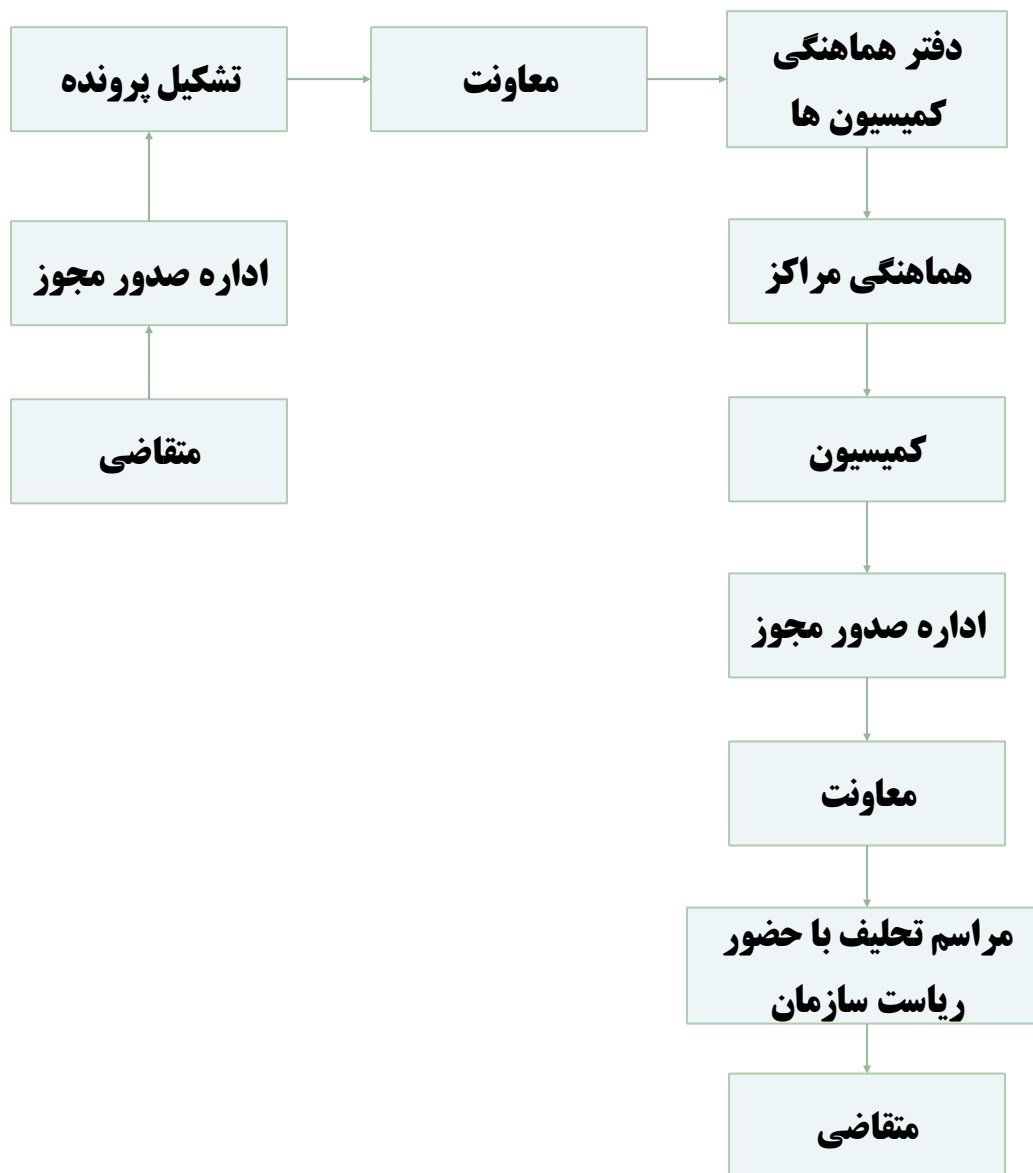 متقاضی
اداره صدور مجوز
تشکیل پرونده
معاونت
دفتر هماهنگی
کمیسیون ها
هماهنگی مراکز
کمیسیون
اداره صدور مجوز
معاونت
مراسم تحلیف با حضور
ریاست سازمان
متقاضی